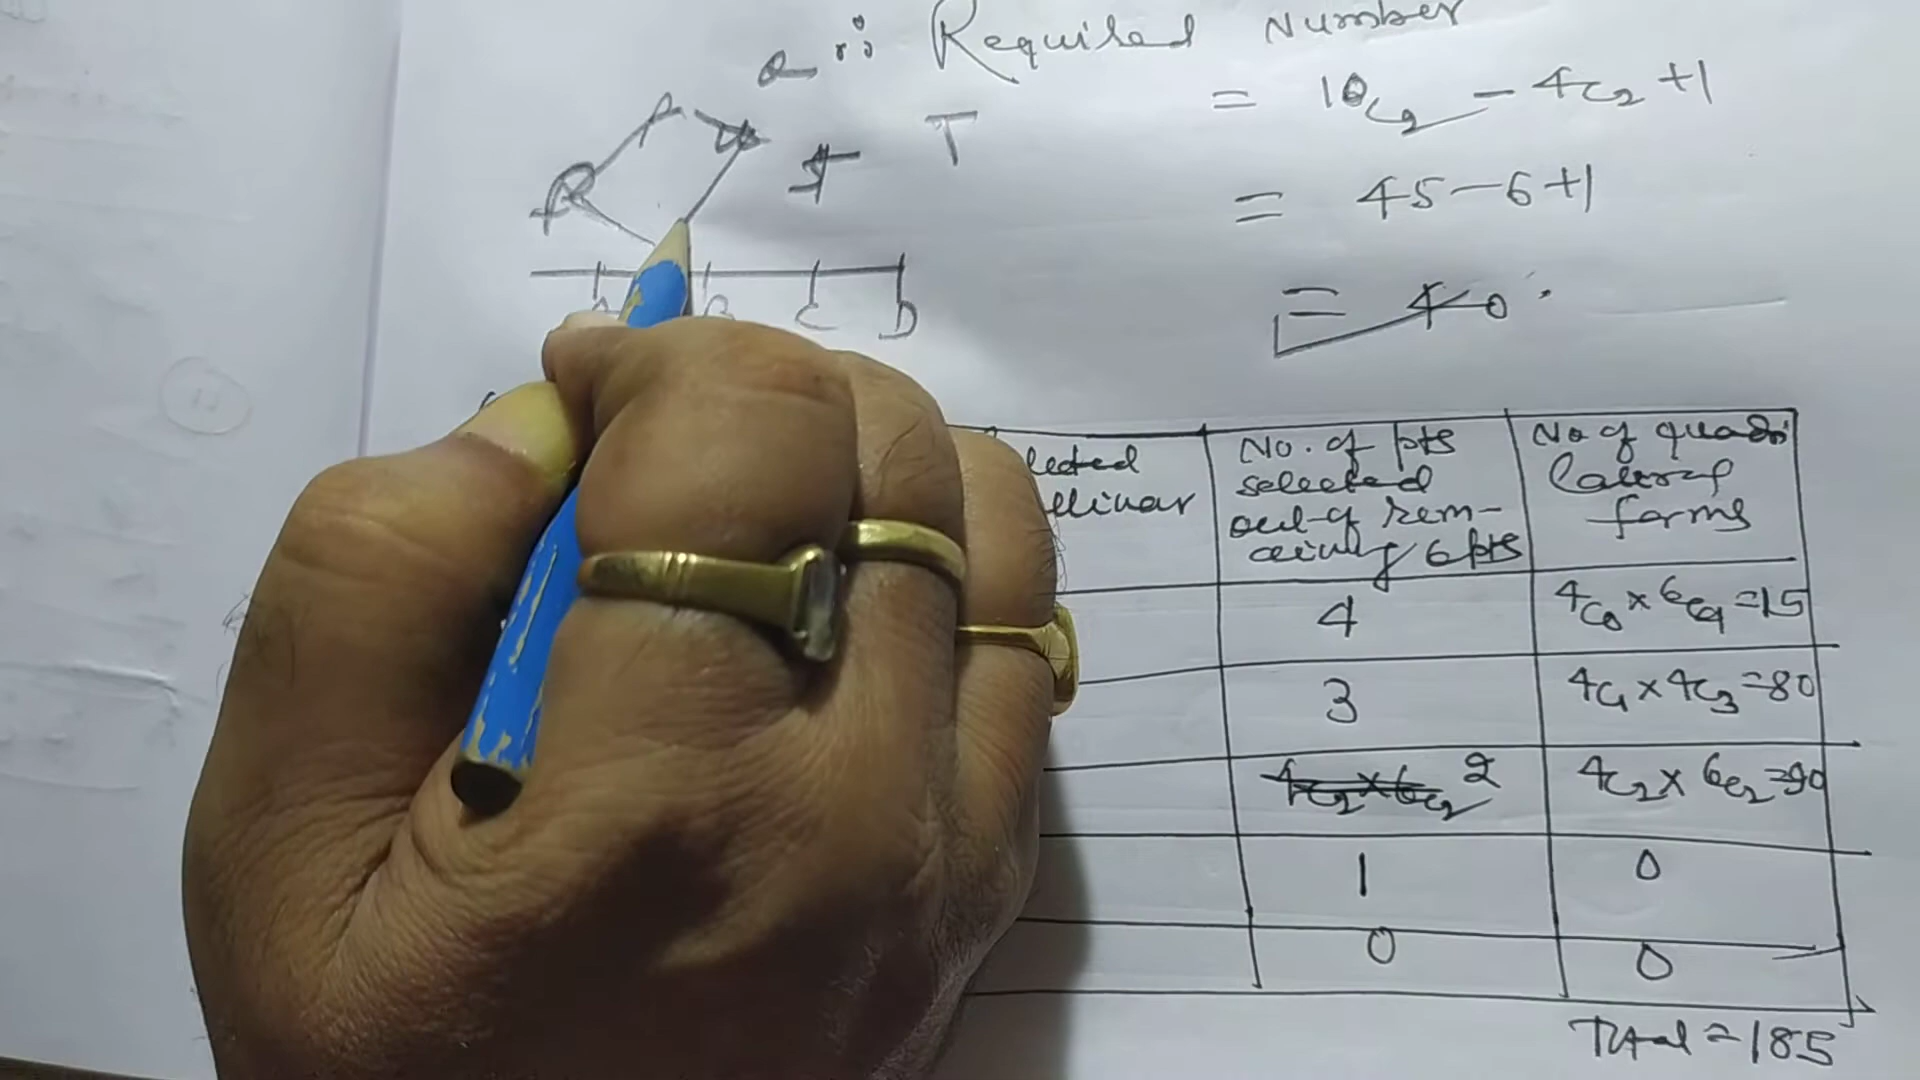 Required Number
= 10C2 - 4C2 + 1
= 45 - 6 + 1
= 40
T
C D
lected
llinear
No. of pts
selected
out of rem-
aining 6 pts
No of quadri
lateral
forms
4
4C0 x 6C4 = 15
3
4C1 x 4C3 = 80
4C2 x 6C2 2
4C2 x 6C2 = 90
1
0
0
0
Total = 185